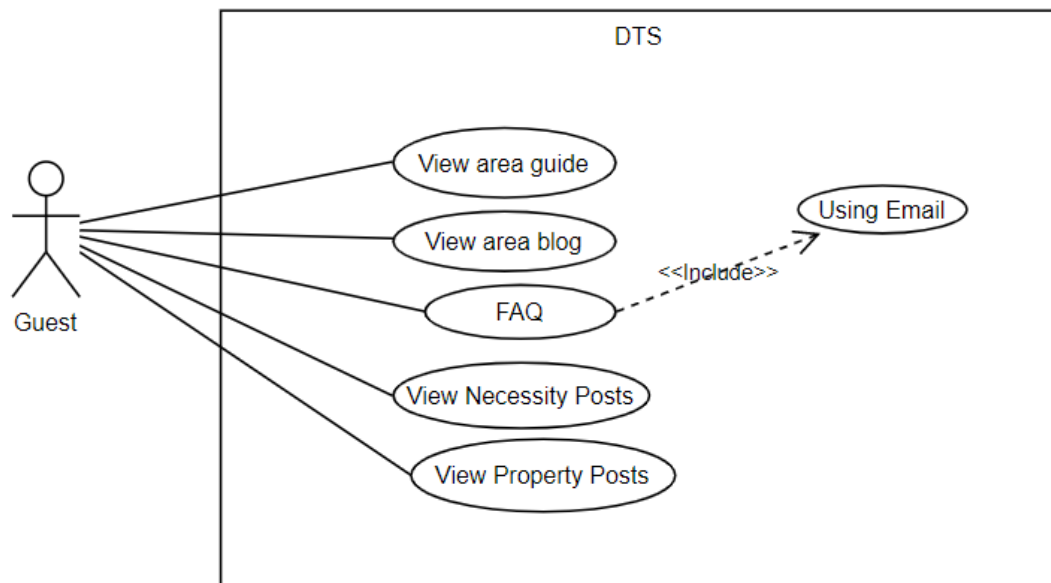 DTS
View area guide
Using Email
View area blog
<<Include>>
FAQ
Guest
View Necessity Posts
View Property Posts